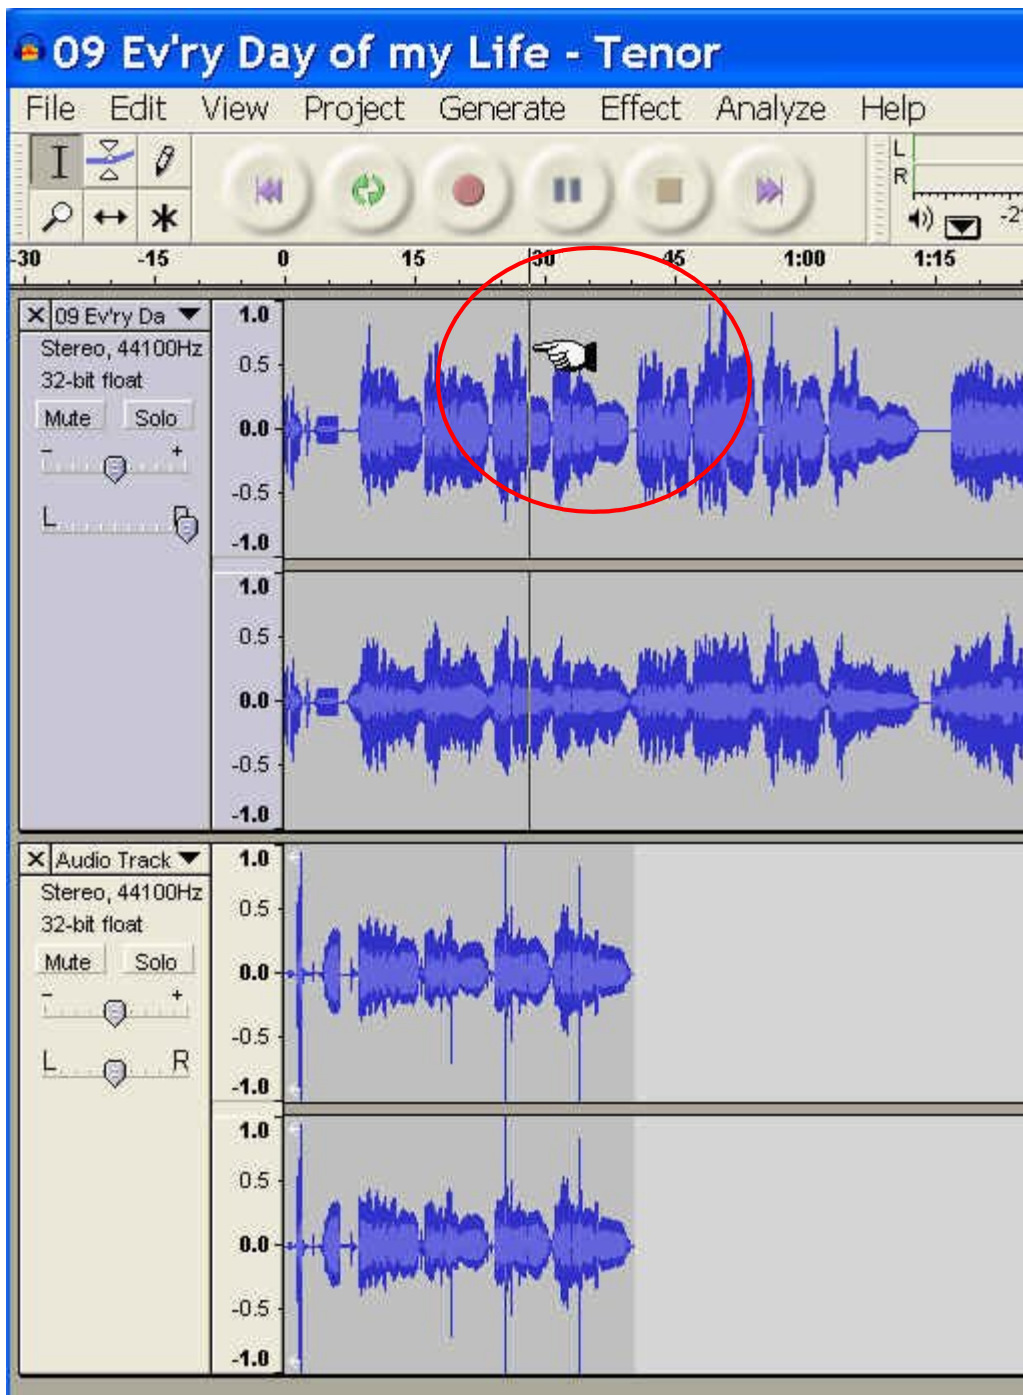 09 Ev'ry Day of my Life - Tenor
File Edit View Project Generate Effect Analyze Help
L
R
-30 -15 0 15 30 45 1:00 1:15
09 Ev'ry Da
Stereo, 44100Hz
32-bit float
Mute Solo
- +
L R
1.0
0.5
0.0
-0.5
-1.0
1.0
0.5
0.0
-0.5
-1.0
Audio Track
Stereo, 44100Hz
32-bit float
Mute Solo
- +
L R
1.0
0.5
0.0
-0.5
-1.0
1.0
0.5
0.0
-0.5
-1.0